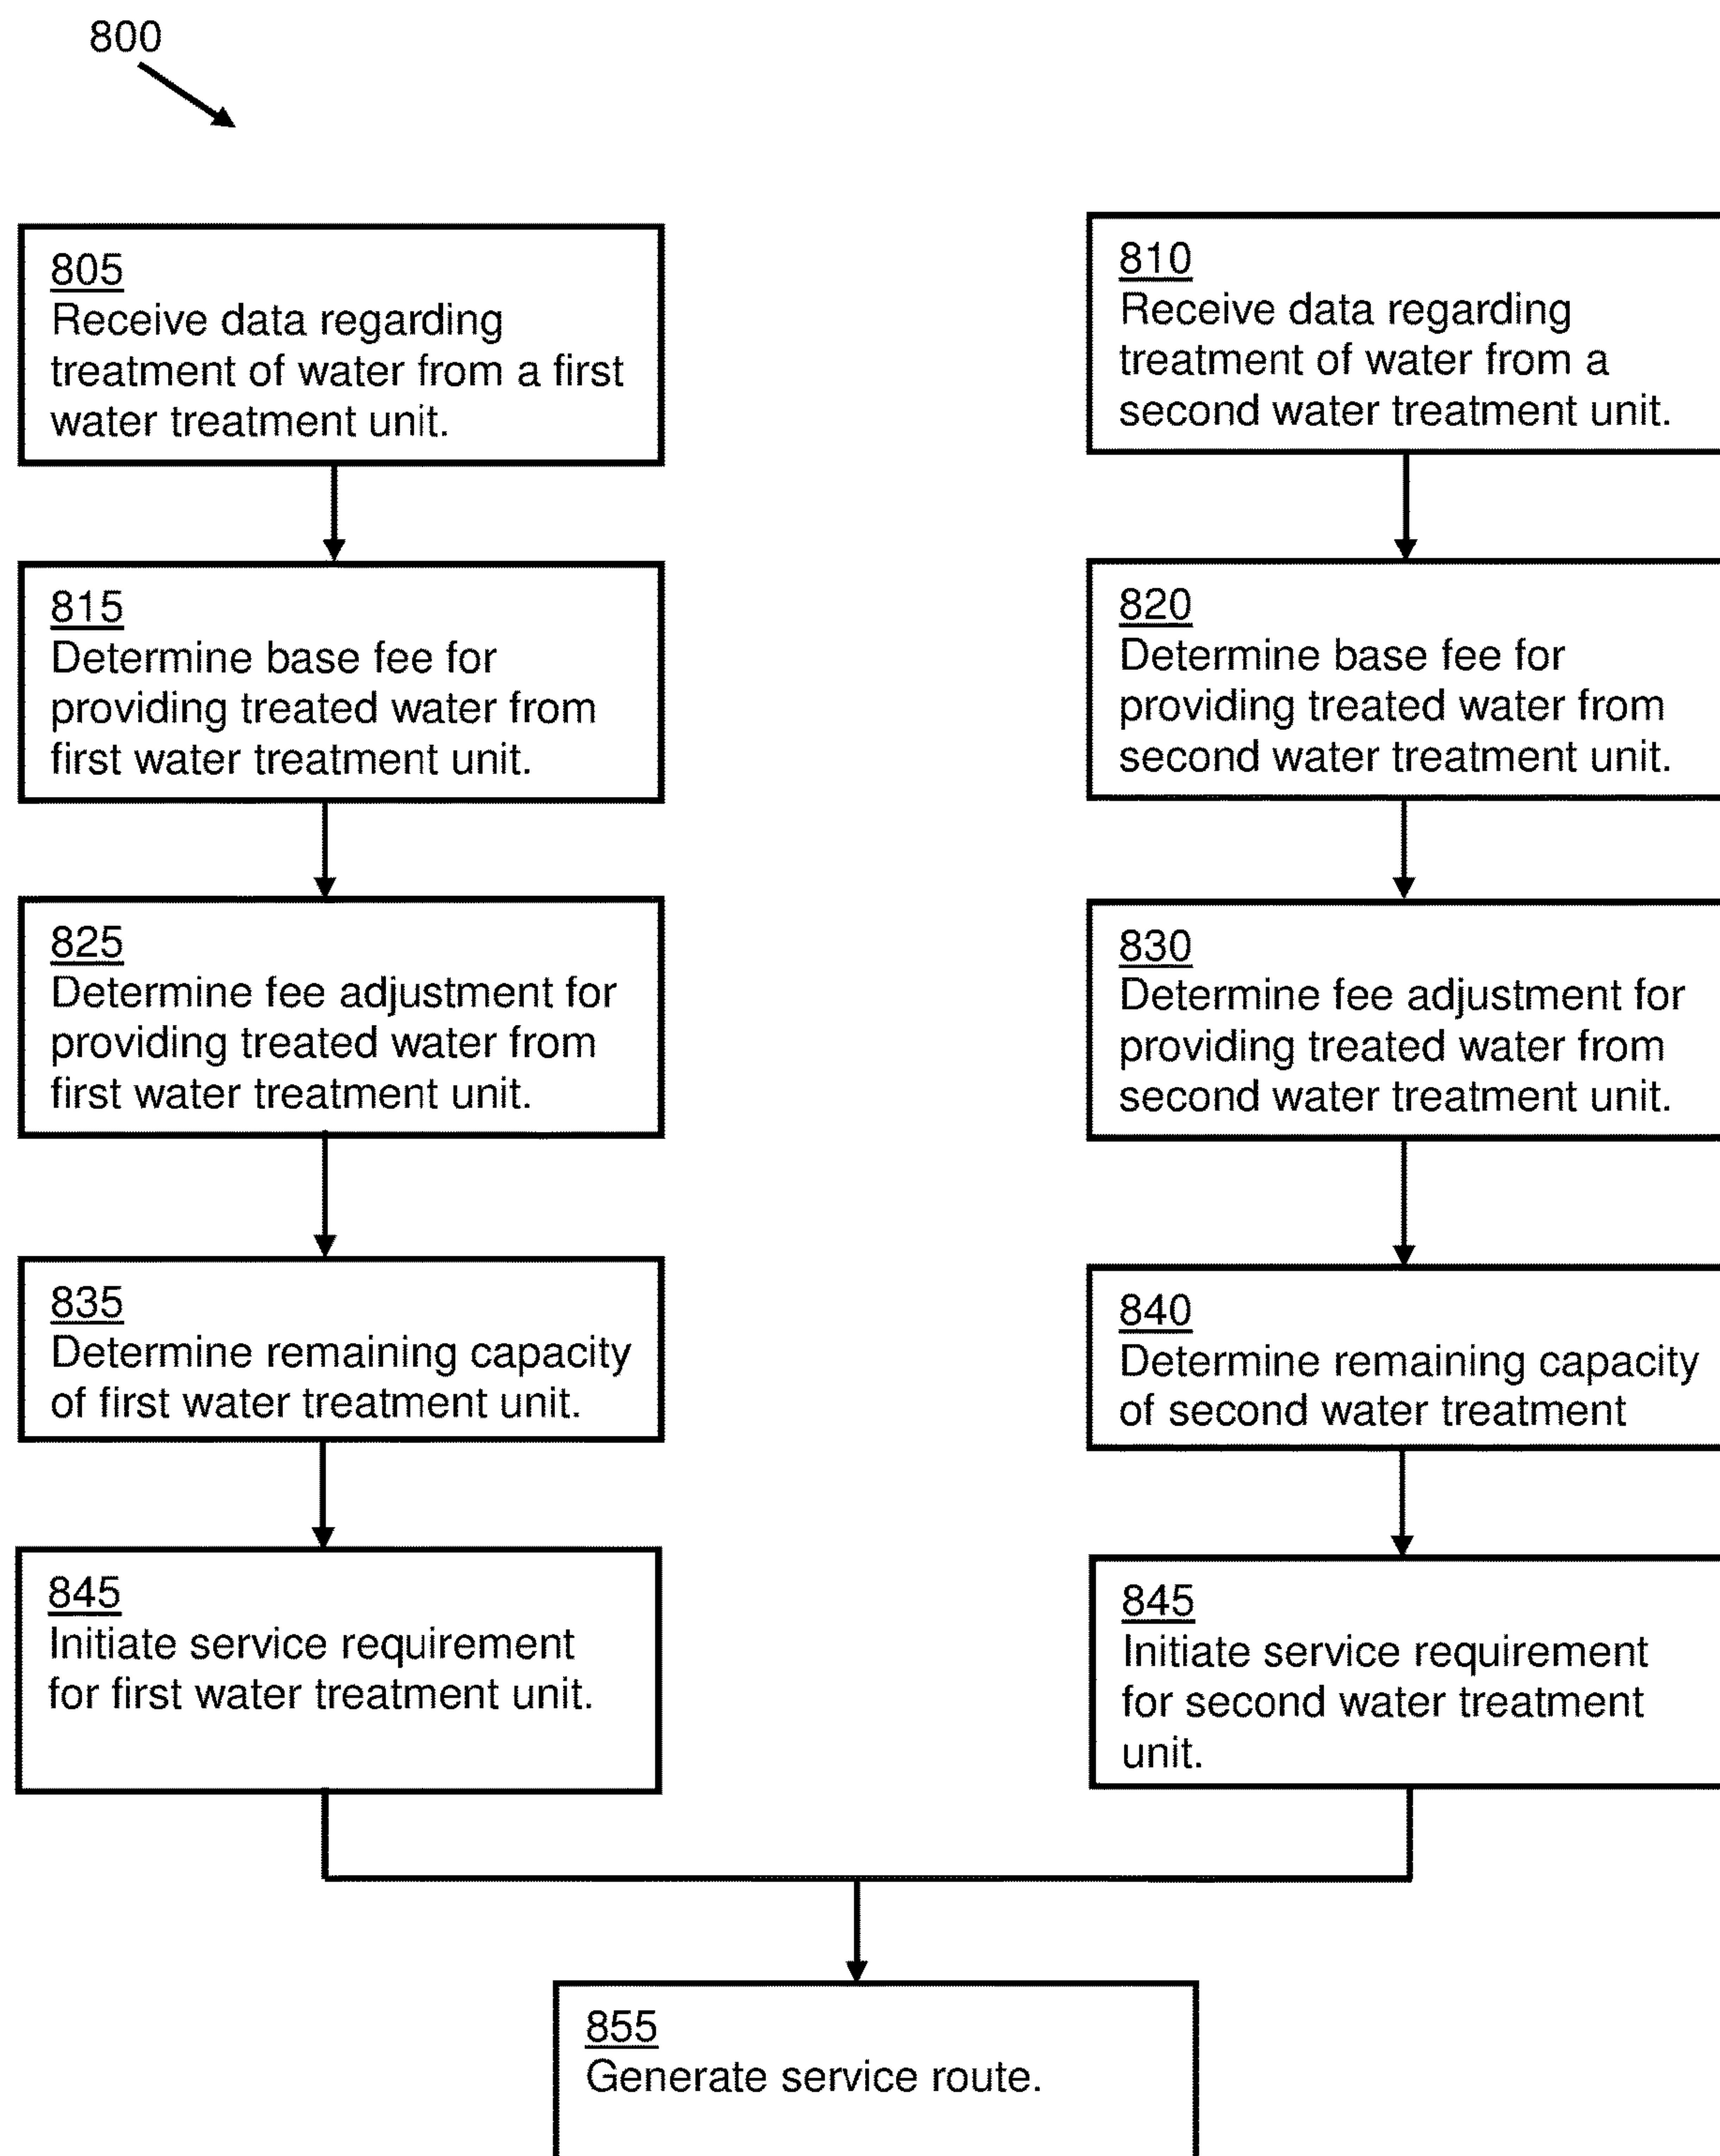 800
805
Receive data regarding
treatment of water from a first
water treatment unit.
810
Receive data regarding
treatment of water from a
second water treatment unit.
815
Determine base fee for
providing treated water from
first water treatment unit.
820
Determine base fee for
providing treated water from
second water treatment unit.
825
Determine fee adjustment for
providing treated water from
first water treatment unit.
830
Determine fee adjustment for
providing treated water from
second water treatment unit.
835
Determine remaining capacity
of first water treatment unit.
840
Determine remaining capacity
of second water treatment
845
Initiate service requirement
for first water treatment unit.
845
Initiate service requirement
for second water treatment
unit.
855
Generate service route.